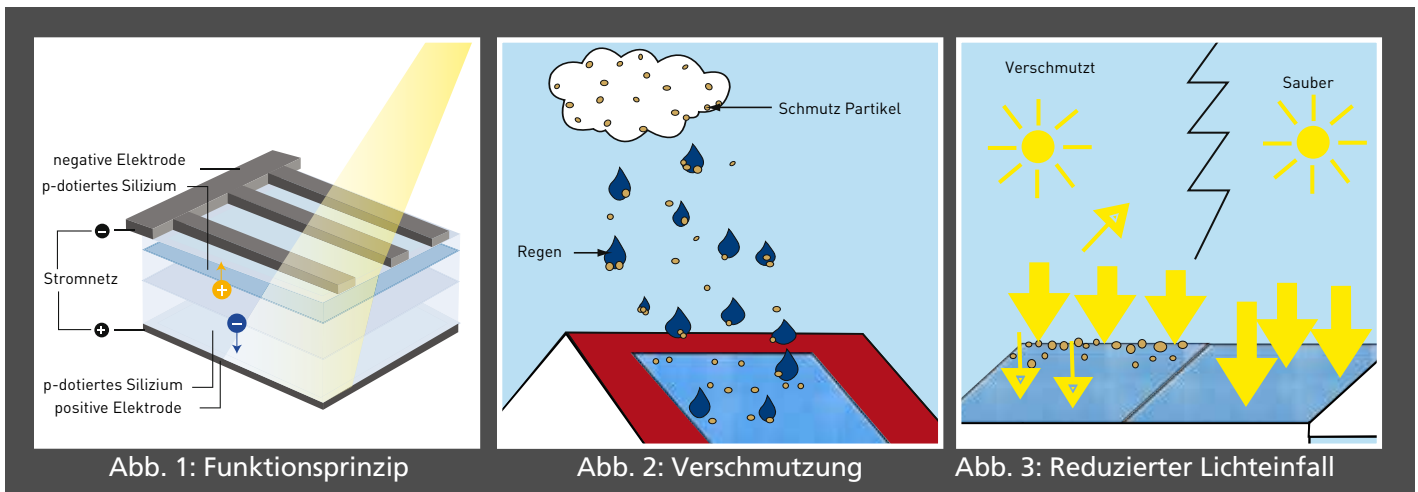 negative Elektrode
p-dotiertes Silizium
−
Stromnetz
+
−
+
p-dotiertes Silizium
positive Elektrode
Abb. 1: Funktionsprinzip
Schmutz Partikel
Regen
Abb. 2: Verschmutzung
Verschmutzt
Sauber
Abb. 3: Reduzierter Lichteinfall